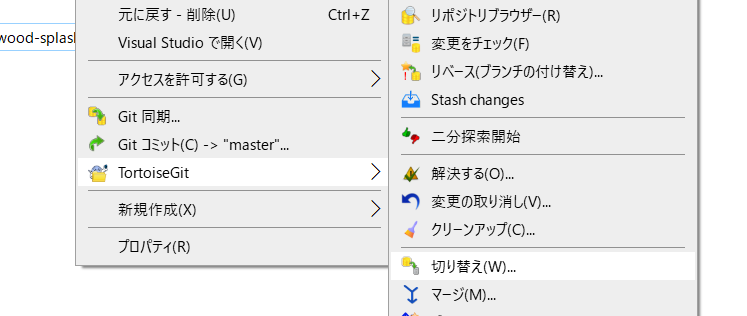 元に戻す - 削除(U) Ctrl+Z
Visual Studio で開く(V)
wood-splas
アクセスを許可する(G)
Git 同期...
Git コミット(C) -> "master"...
TortoiseGit
新規作成(X)
プロパティ(R)
リポジトリブラウザー(R)
変更をチェック(F)
リベース(ブランチの付け替え)...
Stash changes
二分探索開始
解決する(O)...
変更の取り消し(V)...
クリーンアップ(C)...
切り替え(W)...
マージ(M)...